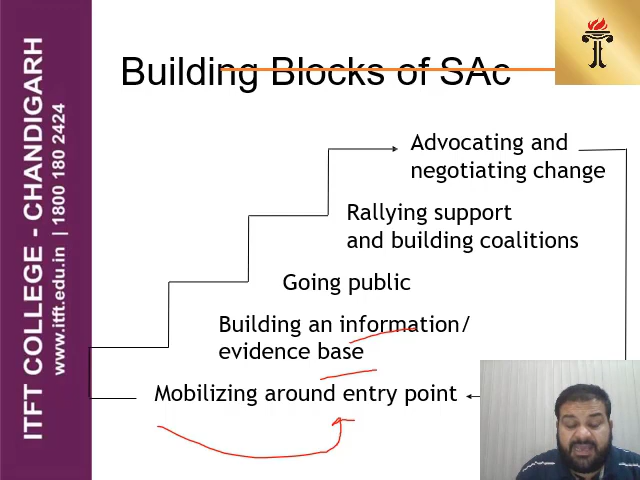 ITFT COLLEGE - CHANDIGARH
www.itft.edu.in | 1800 180 2424
Building Blocks of SAc
Advocating and
negotiating change
Rallying support
and building coalitions
Going public
Building an information/
evidence base
Mobilizing around entry point